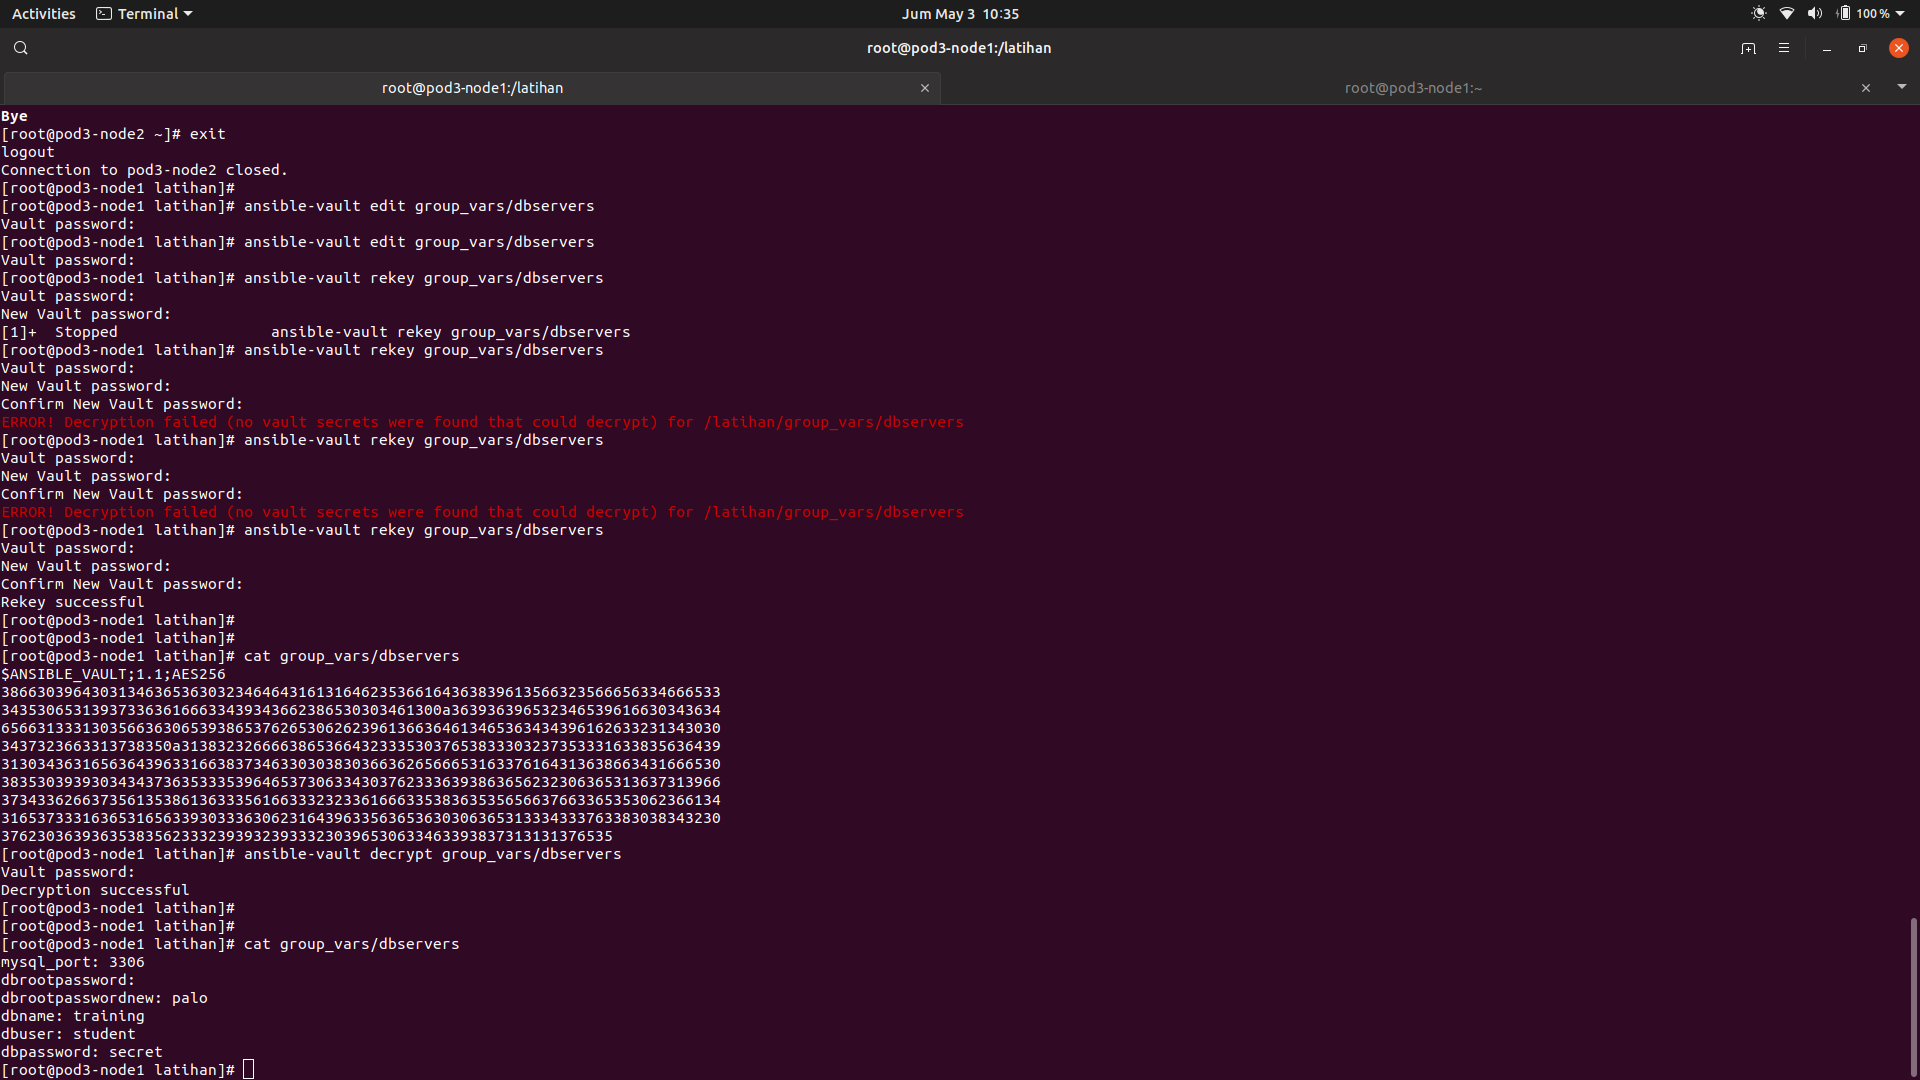 Activities
Terminal
Jum May 3 10:35
100 %
root@pod3-node1:/latihan
root@pod3-node1:/latihan
root@pod3-node1:~
Bye
[root@pod3-node2 ~]# exit
logout
Connection to pod3-node2 closed.
[root@pod3-node1 latihan]#
[root@pod3-node1 latihan]# ansible-vault edit group_vars/dbservers
Vault password:
[root@pod3-node1 latihan]# ansible-vault edit group_vars/dbservers
Vault password:
[root@pod3-node1 latihan]# ansible-vault rekey group_vars/dbservers
Vault password:
New Vault password:
[1]+  Stopped                 ansible-vault rekey group_vars/dbservers
[root@pod3-node1 latihan]# ansible-vault rekey group_vars/dbservers
Vault password:
New Vault password:
Confirm New Vault password:
ERROR! Decryption failed (no vault secrets were found that could decrypt) for /latihan/group_vars/dbservers
[root@pod3-node1 latihan]# ansible-vault rekey group_vars/dbservers
Vault password:
New Vault password:
Confirm New Vault password:
ERROR! Decryption failed (no vault secrets were found that could decrypt) for /latihan/group_vars/dbservers
[root@pod3-node1 latihan]# ansible-vault rekey group_vars/dbservers
Vault password:
New Vault password:
Confirm New Vault password:
Rekey successful
[root@pod3-node1 latihan]#
[root@pod3-node1 latihan]#
[root@pod3-node1 latihan]# cat group_vars/dbservers
$ANSIBLE_VAULT;1.1;AES256
38663039643031346365363032346464316131646235366164363839613566323566656334666533
3435306531393733636166633439343662386530303461300a363936396532346539616630343634
65663133313035663630653938653762653062623961366364613465363434396162633231343030
3437323663313738350a313832326666386536643233353037653833303237353331633835636439
31303436316563643963316638373463303038303663626566653163376164313638663431666530
38353039393034343736353335396465373063343037623336393863656232306365313637313966
37343362663735613538613633356166333232336166633538363535656637663365353062366134
31653733316365316563393033363062316439633563653630306365313334333763383038343230
37623036393635383562333239393239333230396530633463393837313131376535
[root@pod3-node1 latihan]# ansible-vault decrypt group_vars/dbservers
Vault password:
Decryption successful
[root@pod3-node1 latihan]#
[root@pod3-node1 latihan]#
[root@pod3-node1 latihan]# cat group_vars/dbservers
mysql_port: 3306
dbrootpassword:
dbrootpasswordnew: palo
dbname: training
dbuser: student
dbpassword: secret
[root@pod3-node1 latihan]#